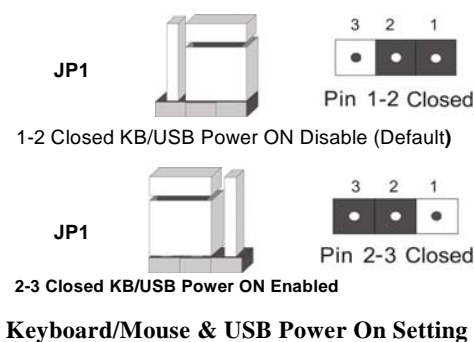 3 2 1
JP1
Pin 1-2 Closed
1-2 Closed KB/USB Power ON Disable (Default)
3 2 1
JP1
Pin 2-3 Closed
2-3 Closed KB/USB Power ON Enabled
Keyboard/Mouse & USB Power On Setting